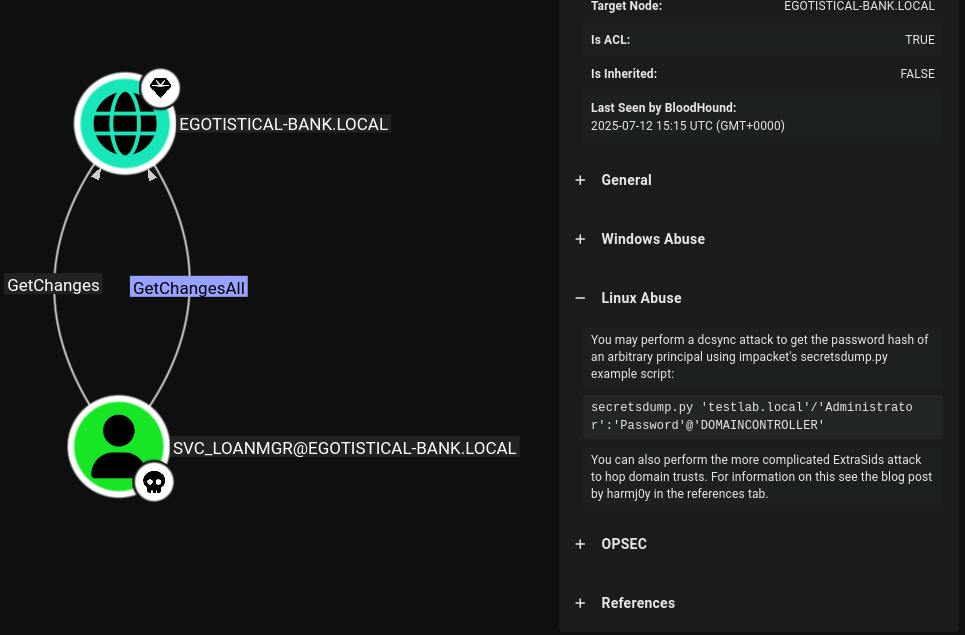 EGOTISTICAL-BANK.LOCAL
GetChanges
GetChangesAll
SVC_LOANMGR@EGOTISTICAL-BANK.LOCAL
Target Node: EGOTISTICAL-BANK.LOCAL
Is ACL: TRUE
Is Inherited: FALSE
Last Seen by BloodHound:
2025-07-12 15:15 UTC (GMT+0000)
+ General
+ Windows Abuse
− Linux Abuse
You may perform a dcsync attack to get the password hash of
an arbitrary principal using impacket's secretsdump.py
example script:
secretsdump.py 'testlab.local'/'Administrato
r':'Password'@'DOMAINCONTROLLER'
You can also perform the more complicated ExtraSids attack
to hop domain trusts. For information on this see the blog post
by harmj0y in the references tab.
+ OPSEC
+ References